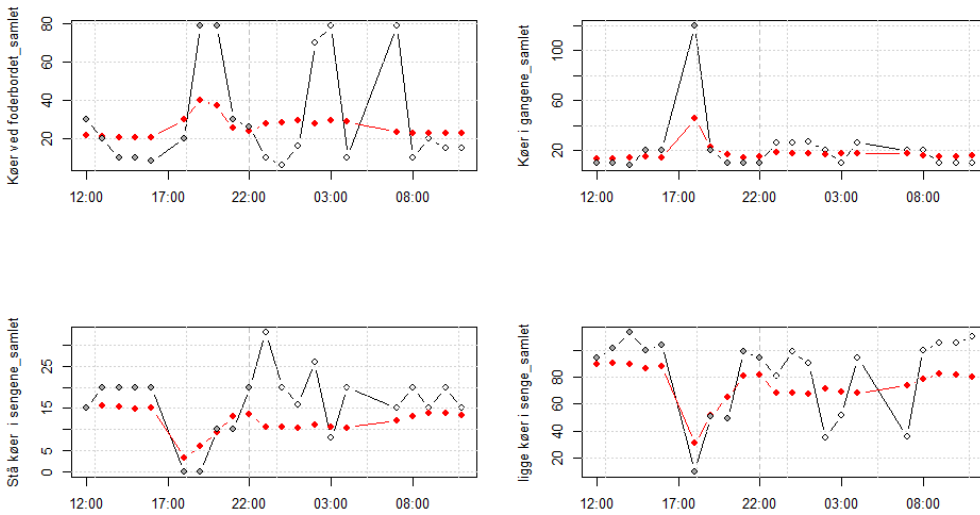 Køer ved foderbordet_samlet
80
60
40
20
12:00 17:00 22:00 03:00 08:00
Køer i gangene_samlet
100
60
20
12:00 17:00 22:00 03:00 08:00
Stå køer i sengene_samlet
25
15
5
0
12:00 17:00 22:00 03:00 08:00
ligge køer i senge_samlet
80
60
40
20
12:00 17:00 22:00 03:00 08:00